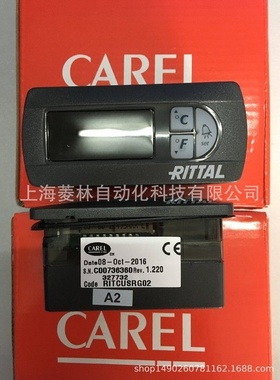 CAREL
°C
°F
set
RITTAL
上海菱林自动化科技有限公司
CAREL
Date08-Oct-2016
S.N.C00736360Rev. 1.220
327732
Code RITCUSRG02
A2
CAREL
shop1490260781162.1688.com